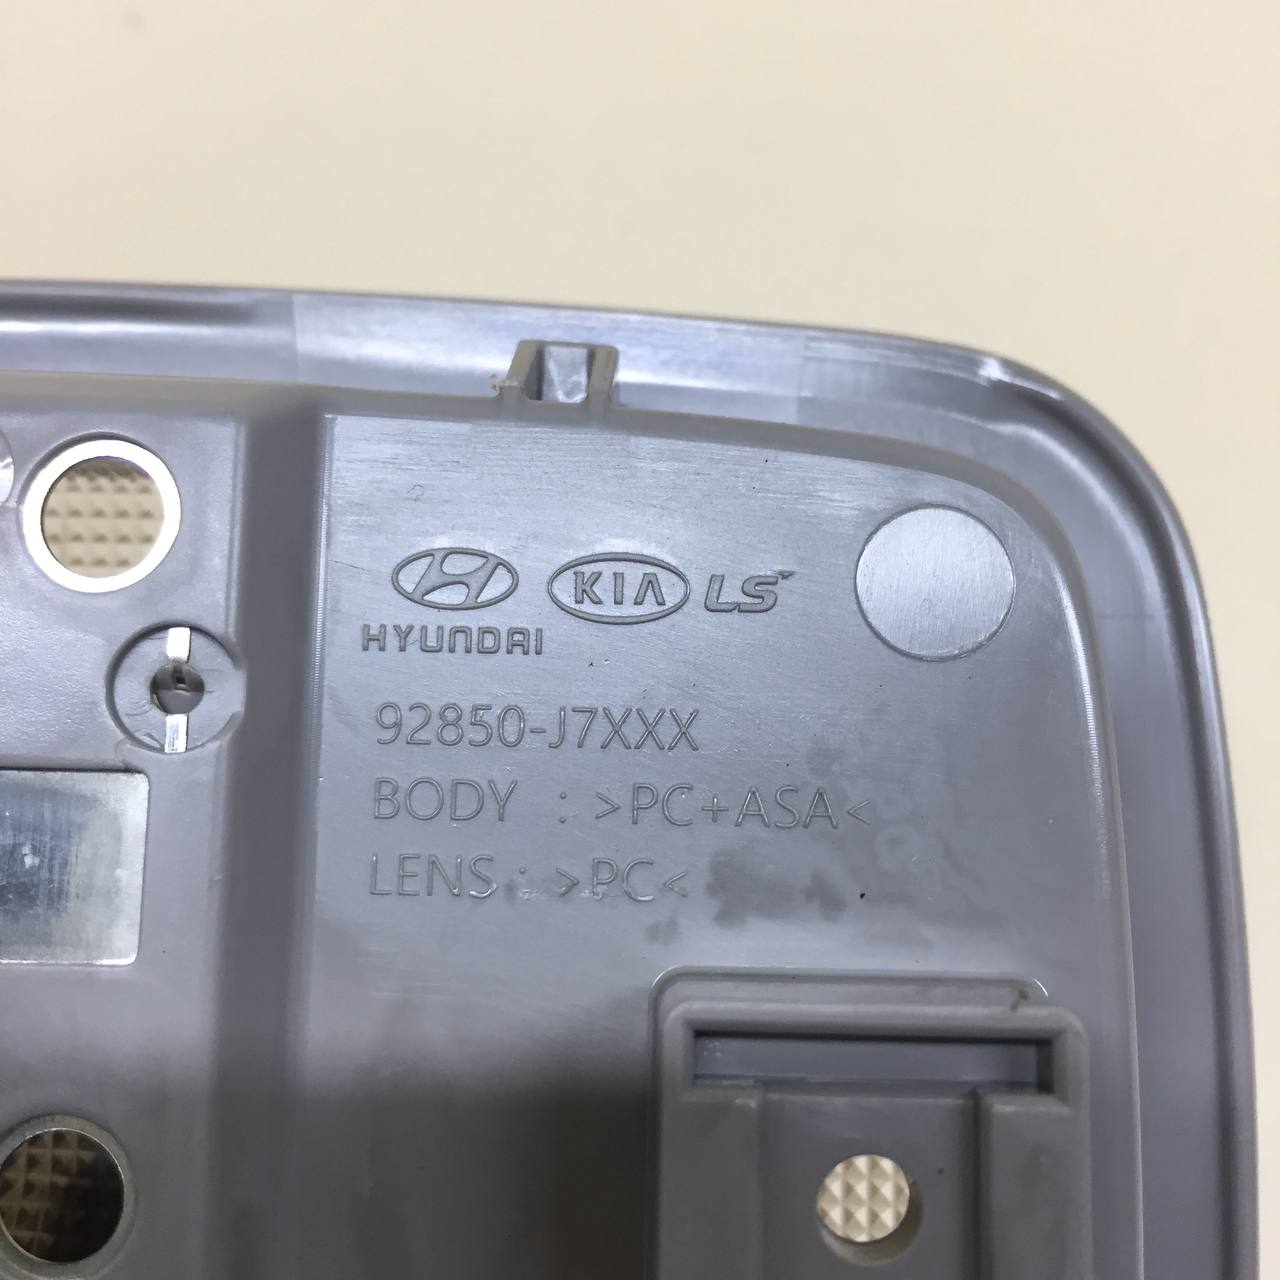 KIA LS
HYUNDAI
92850-J7XXX
BODY : >PC+ASA<
LENS : >PC<